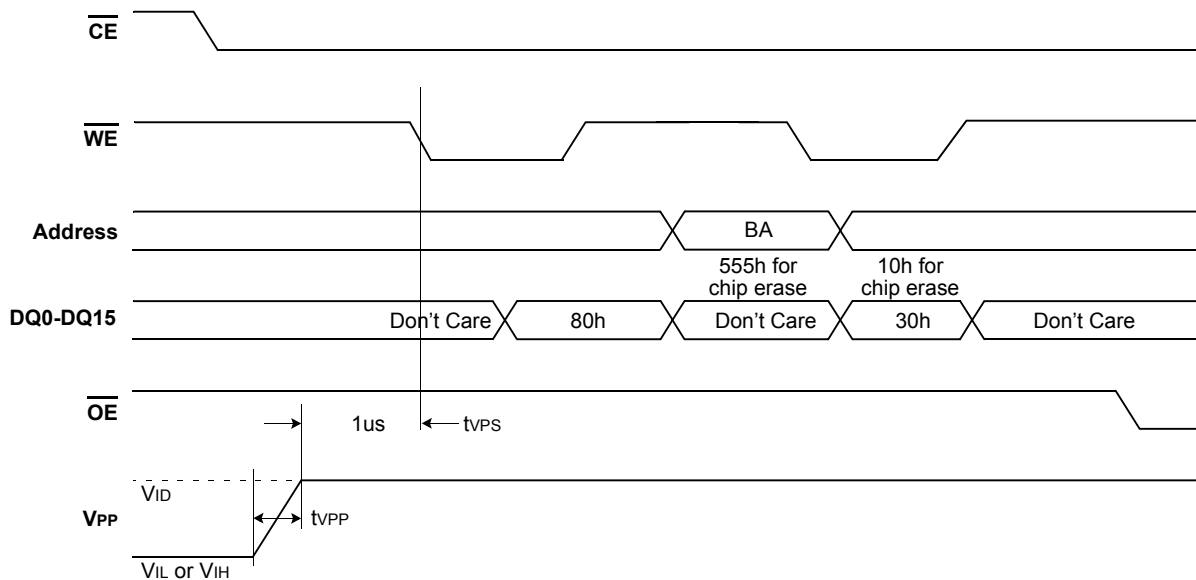 CE
WE
Address BA
555h for chip erase 10h for chip erase
DQ0-DQ15 Don't Care 80h Don't Care 30h Don't Care
OE
1us tVPS
VID
VPP tVPP
VIL or VIH